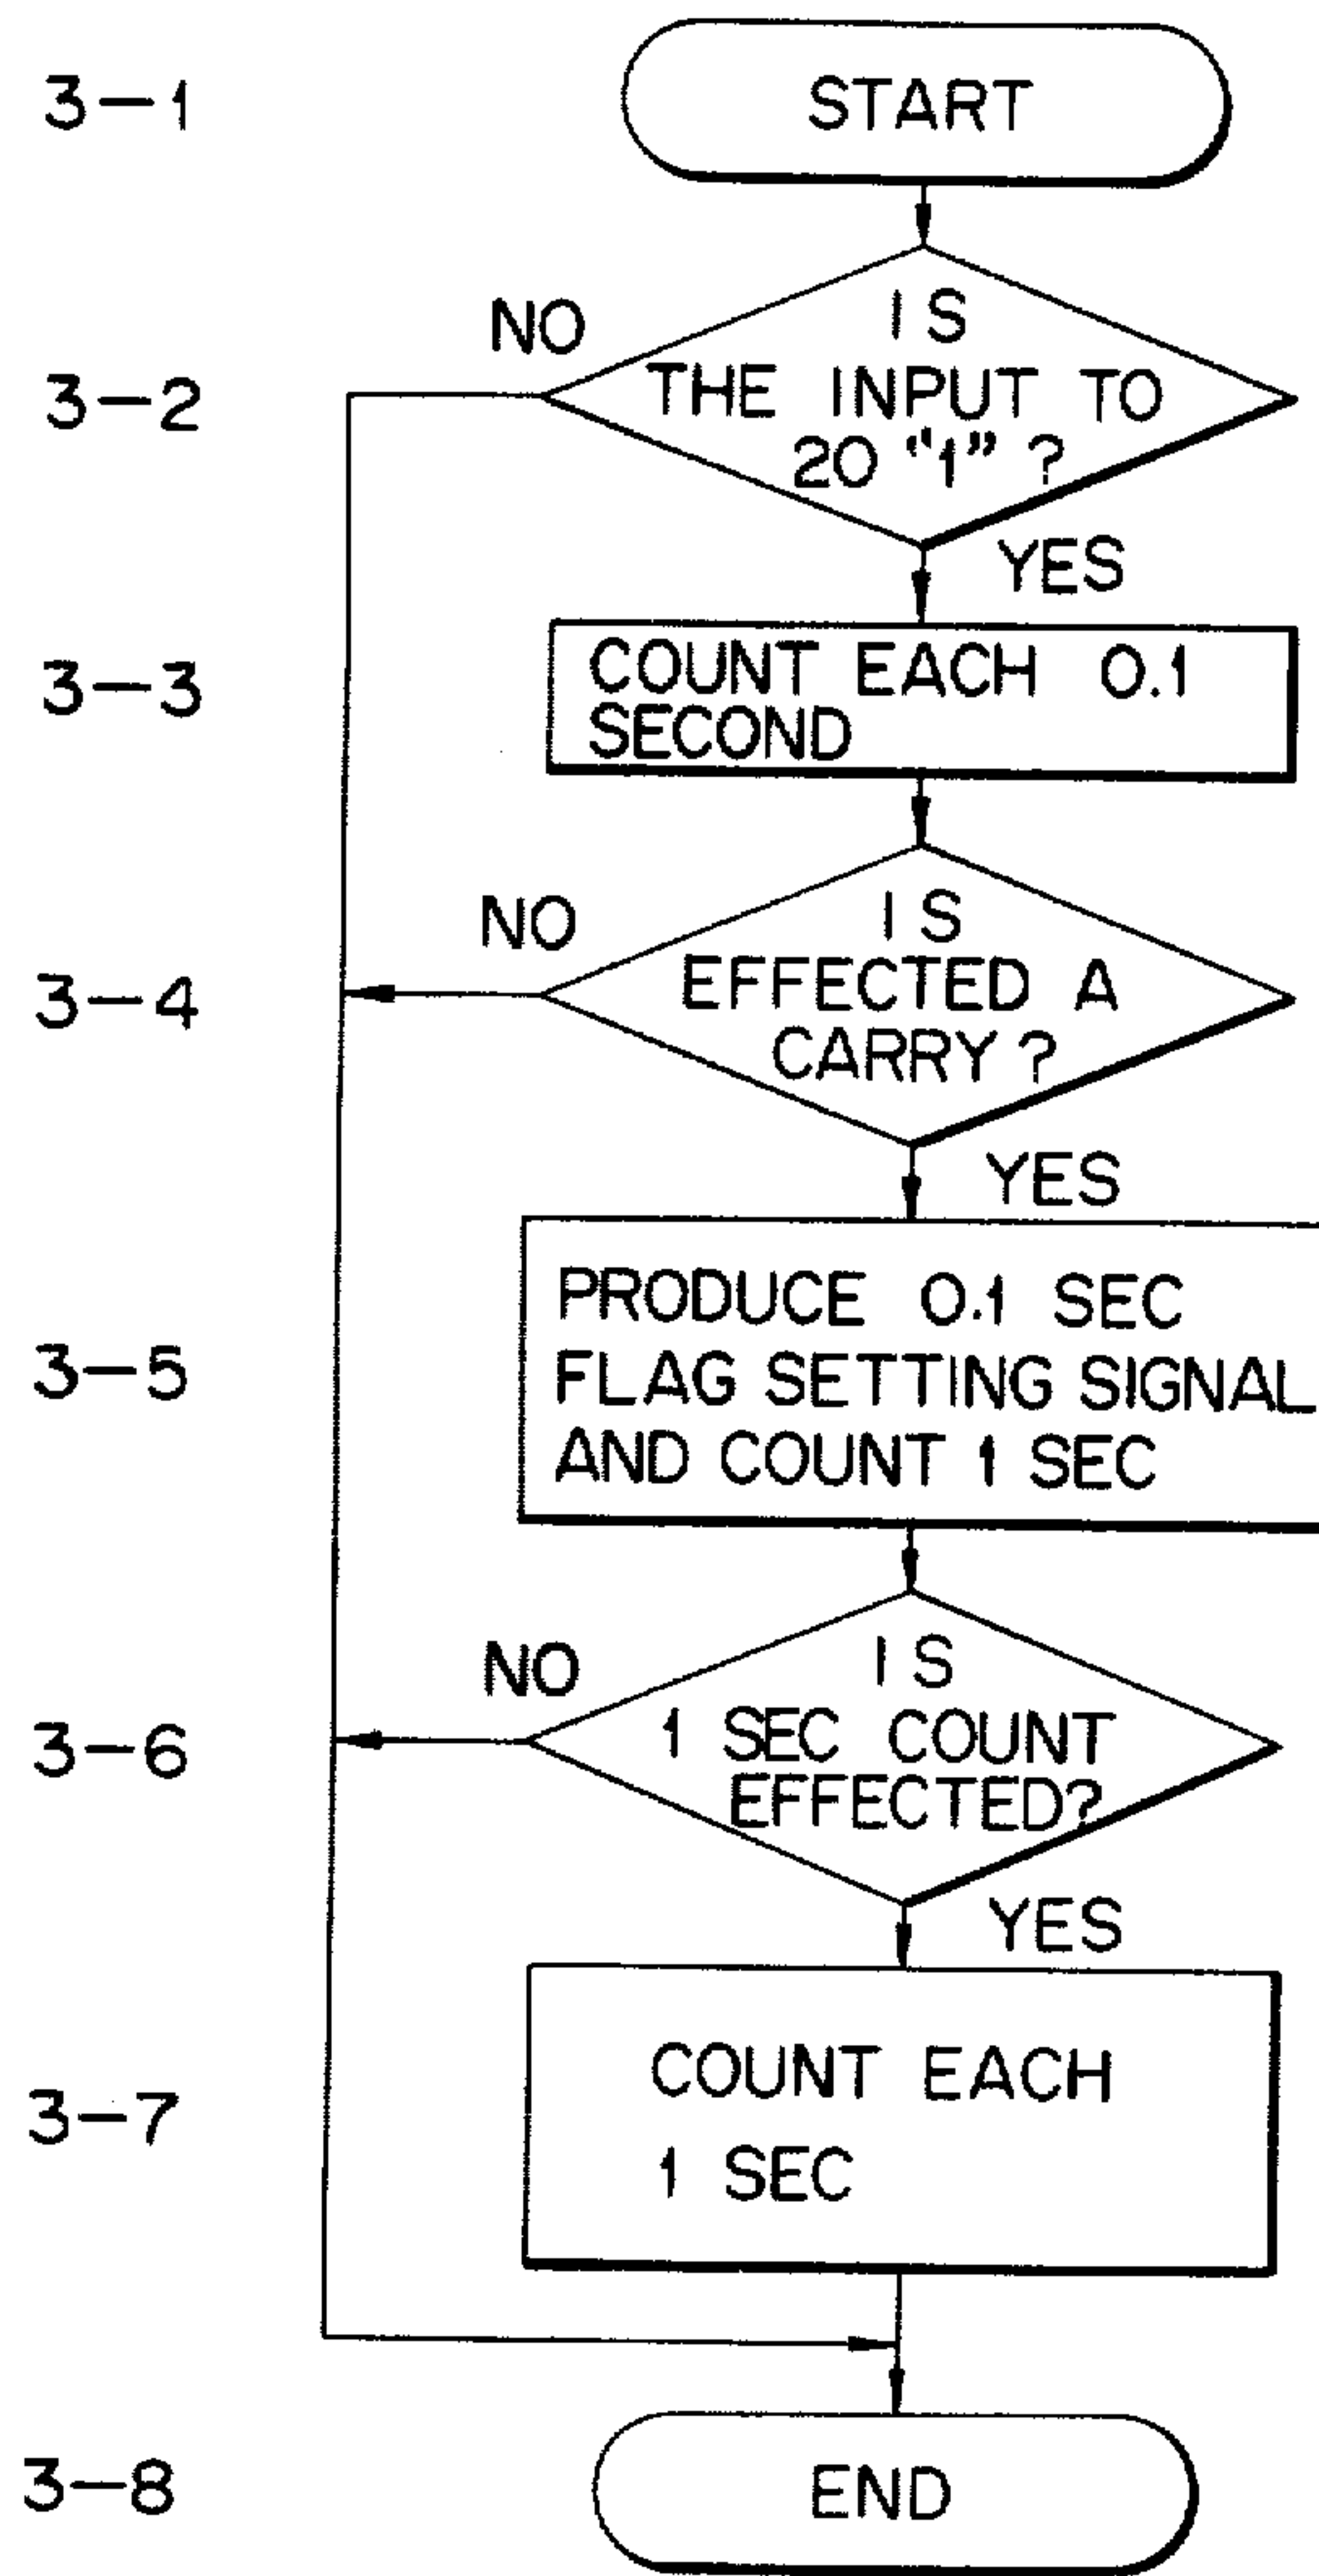 3-1
START
NO
IS
3-2
THE INPUT TO
20 "1" ?
YES
3-3
COUNT EACH 0.1
SECOND
NO
IS
3-4
EFFECTED A
CARRY ?
YES
PRODUCE 0.1 SEC
3-5
FLAG SETTING SIGNAL
AND COUNT 1 SEC
NO
IS
3-6
1 SEC COUNT
EFFECTED?
YES
COUNT EACH
3-7
1 SEC
3-8
END